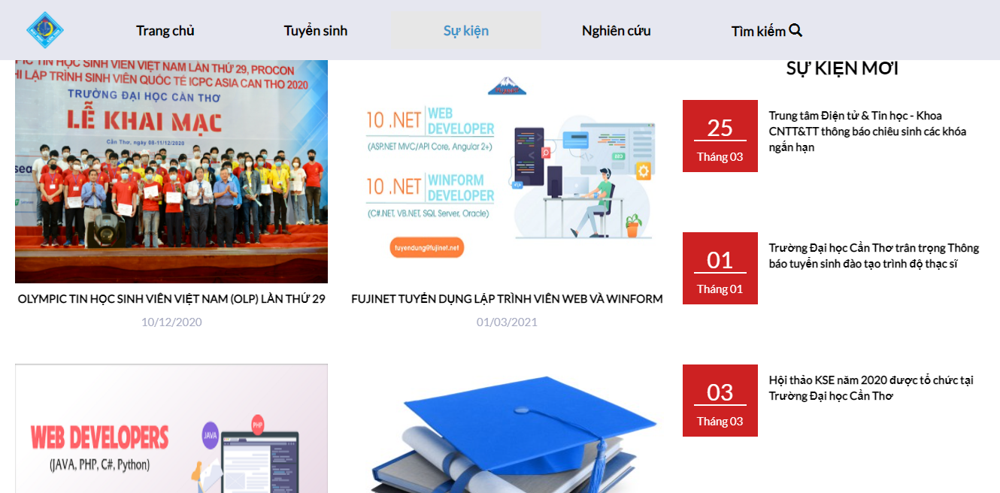 Trang chủ
Tuyển sinh
Sự kiện
Nghiên cứu
Tìm kiếm
TIN HỌC SINH VIÊN VIỆT NAM LẦN THỨ 29, PROCON
HI LẬP TRÌNH SINH VIÊN QUỐC TẾ ICPC ASIA CAN THO 2020
TRƯỜNG ĐẠI HỌC CẦN THƠ
LỄ KHAI MẠC
Cần Thơ, ngày 08-11/12/2020
OLYMPIC TIN HỌC SINH VIÊN VIỆT NAM (OLP) LẦN THỨ 29
10/12/2020
10 .NET WEB DEVELOPER
(ASP.NET MVC/API Core, Angular 2+)
10 .NET WINFORM DEVELOPER
(C#.NET, VB.NET, SQL Server, Oracle)
tuyendung@fujinet.net
FUJINET TUYỂN DỤNG LẬP TRÌNH VIÊN WEB VÀ WINFORM
01/03/2021
WEB DEVELOPERS
(JAVA, PHP, C#, Python)
JAVA
PHP
SỰ KIỆN MỚI
25
Tháng 03
Trung tâm Điện tử & Tin học - Khoa
CNTT&TT thông báo chiêu sinh các khóa
ngắn hạn
01
Tháng 01
Trường Đại học Cần Thơ trân trọng Thông
báo tuyển sinh đào tạo trình độ thạc sĩ
03
Tháng 03
Hội thảo KSE năm 2020 được tổ chức tại
Trường Đại học Cần Thơ